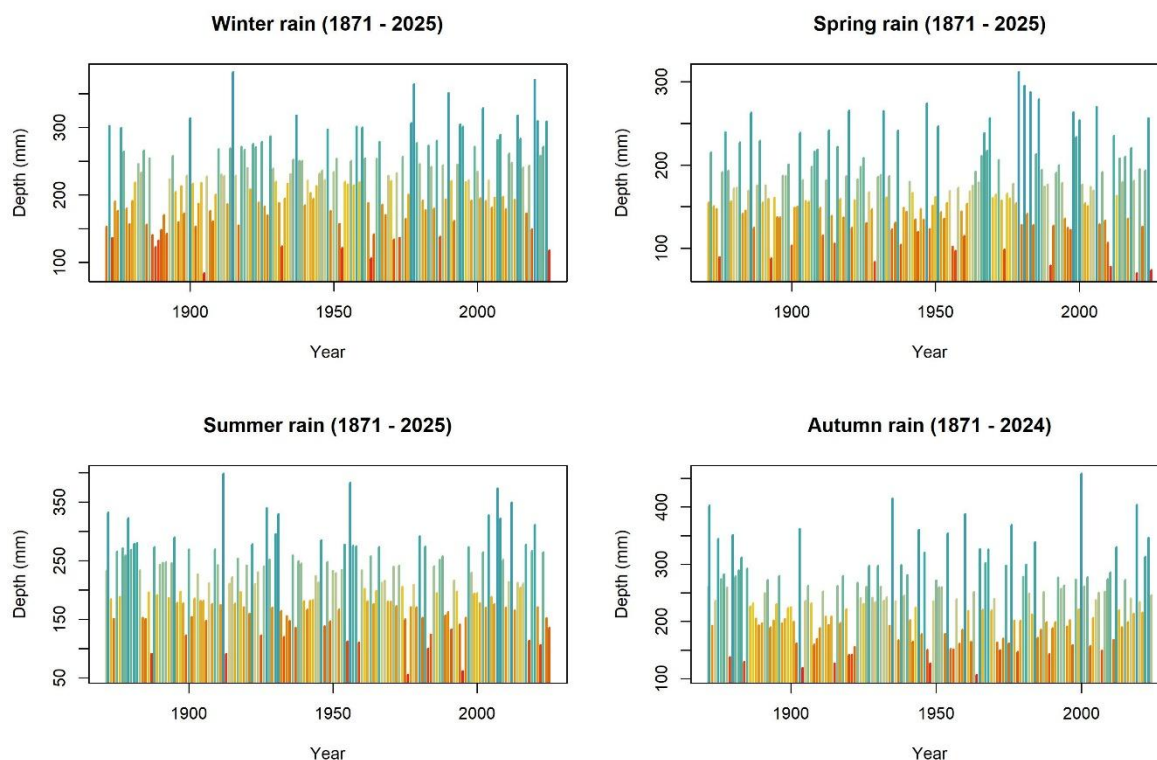 Winter rain (1871 - 2025)
Depth (mm)
300
200
100
1900
1950
2000
Year
Spring rain (1871 - 2025)
Depth (mm)
300
200
100
1900
1950
2000
Year
Summer rain (1871 - 2025)
Depth (mm)
350
250
150
50
1900
1950
2000
Year
Autumn rain (1871 - 2024)
Depth (mm)
400
300
200
100
1900
1950
2000
Year